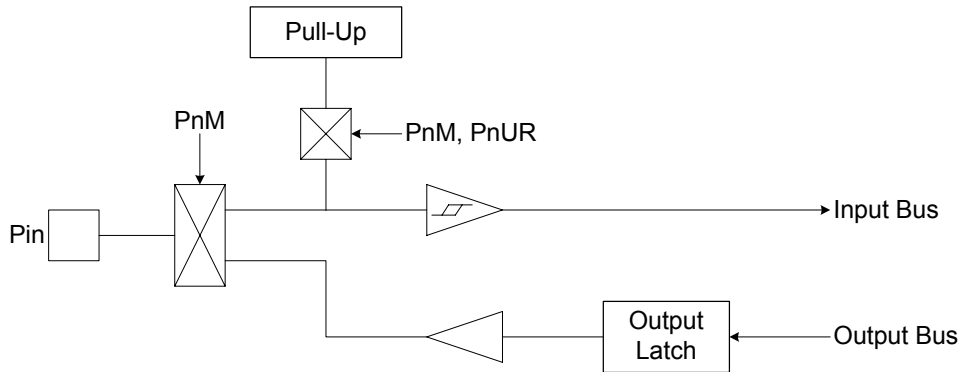 Pull-Up
PnM
PnM, PnUR
Pin
Input Bus
Output
Latch
Output Bus